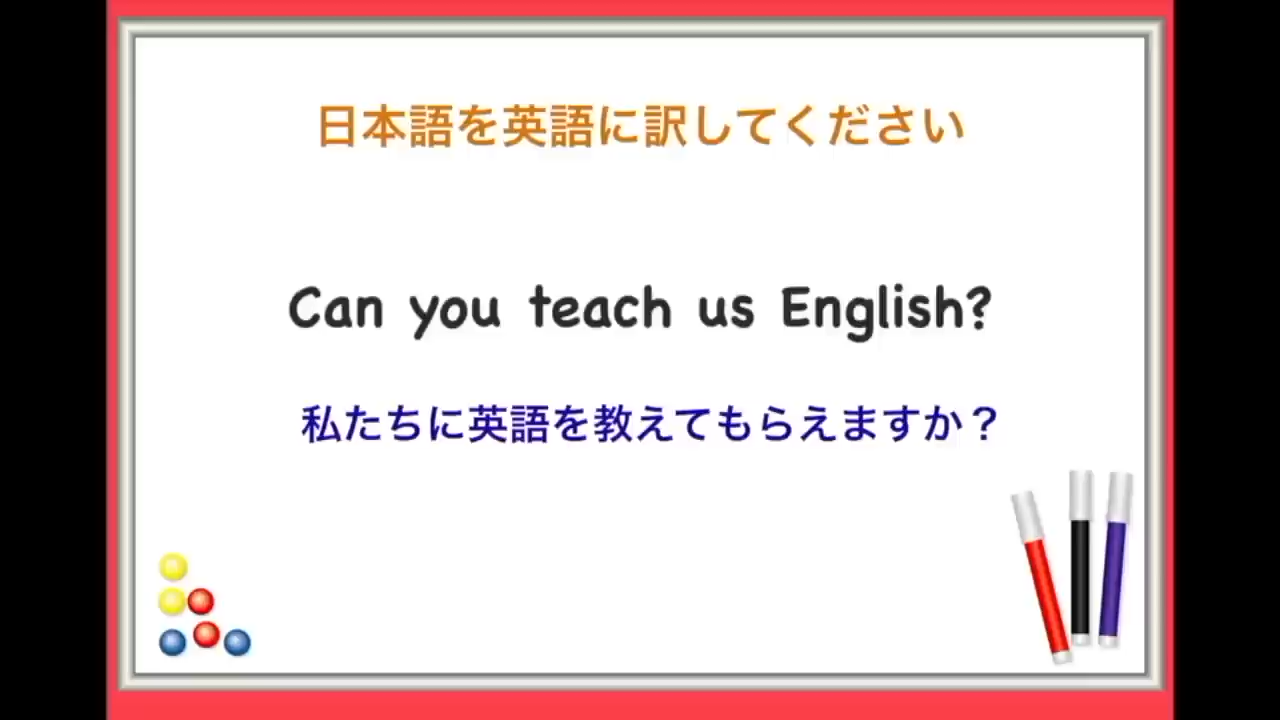 日本語を英語に訳してください
Can you teach us English?
私たちに英語を教えてもらえますか？